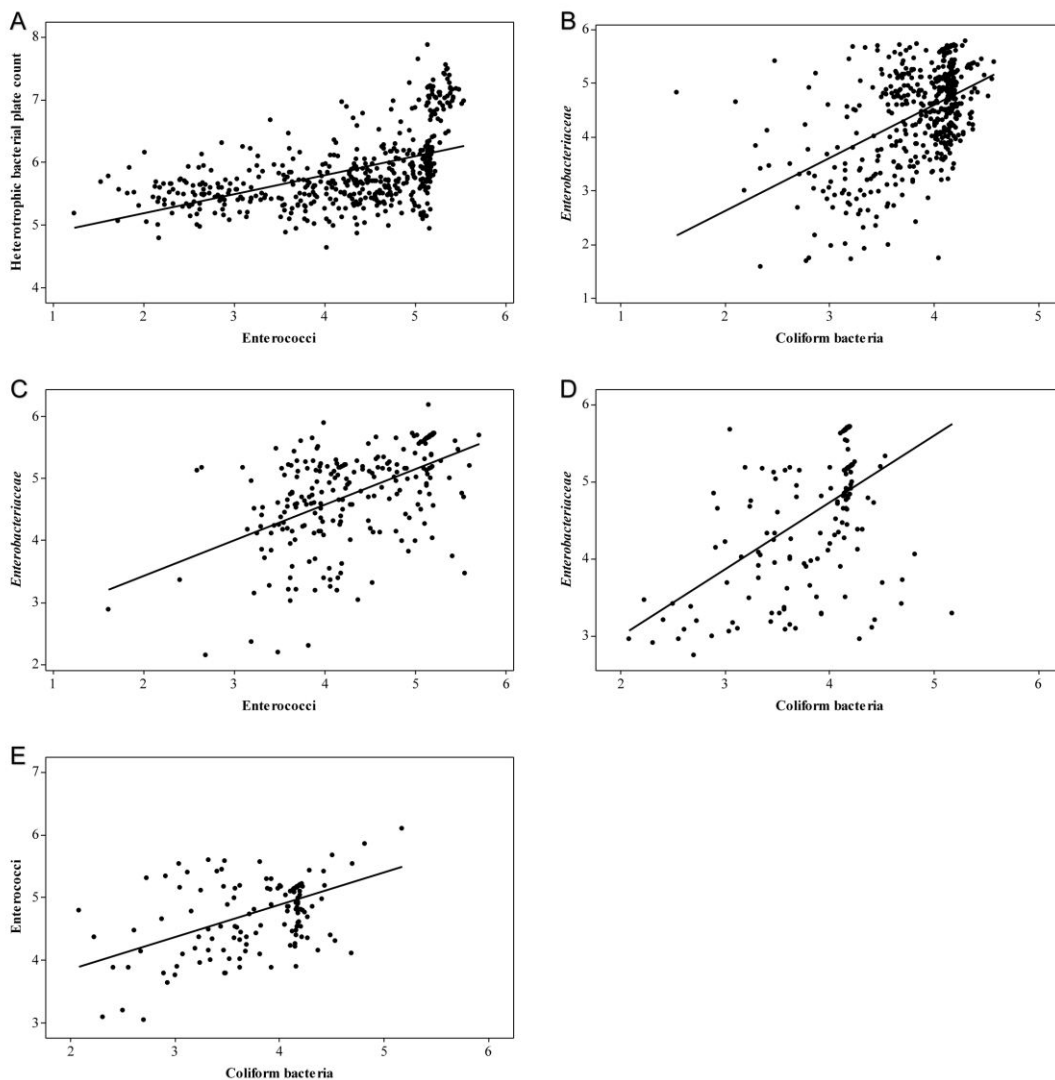 A
Heterotrophic bacterial plate count
8
7
6
5
4
1 2 3 4 5 6
Enterococci
B
Enterobacteriaceae
6
5
4
3
2
1
1 2 3 4 5
Coliform bacteria
C
Enterobacteriaceae
6
5
4
3
2
1 2 3 4 5 6
Enterococci
D
Enterobacteriaceae
6
5
4
3
2 3 4 5 6
Coliform bacteria
E
Enterococci
7
6
5
4
3
2 3 4 5 6
Coliform bacteria